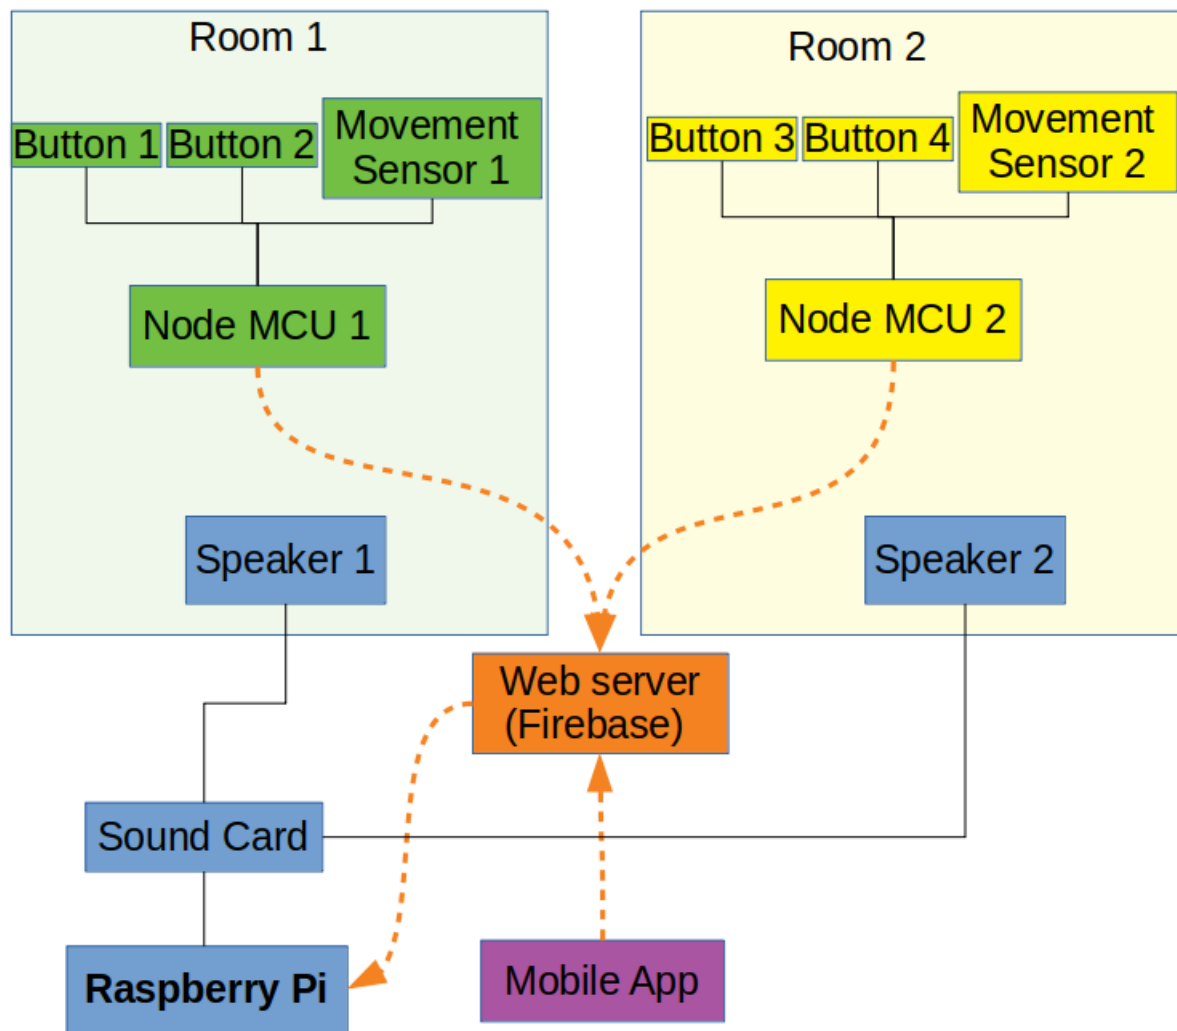 Room 1
Room 2
Button 1
Button 2
Movement
Sensor 1
Button 3
Button 4
Movement
Sensor 2
Node MCU 1
Node MCU 2
Speaker 1
Speaker 2
Web server
(Firebase)
Sound Card
Raspberry Pi
Mobile App